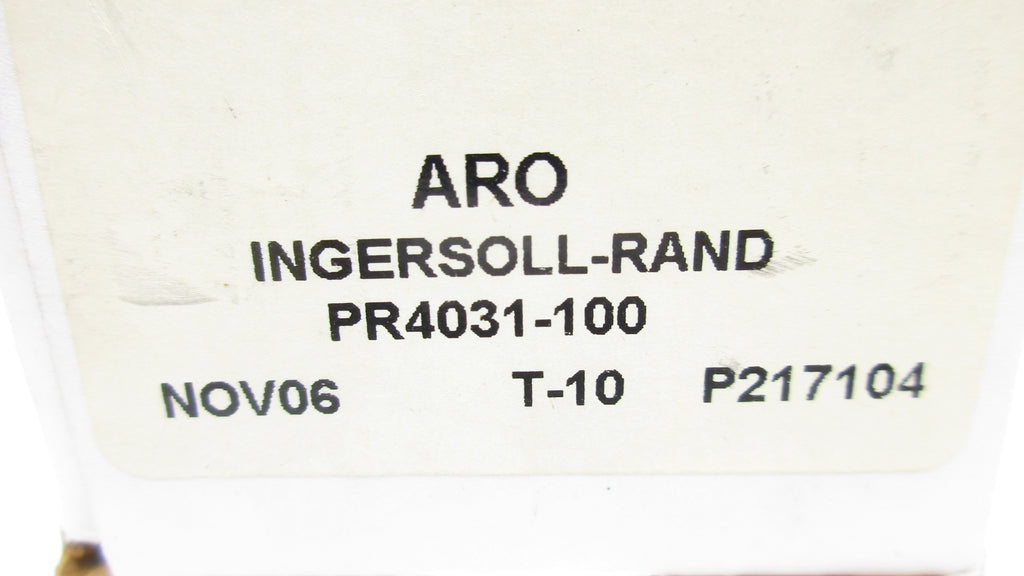 ARO
INGERSOLL-RAND
PR4031-100
NOV06 T-10 P217104